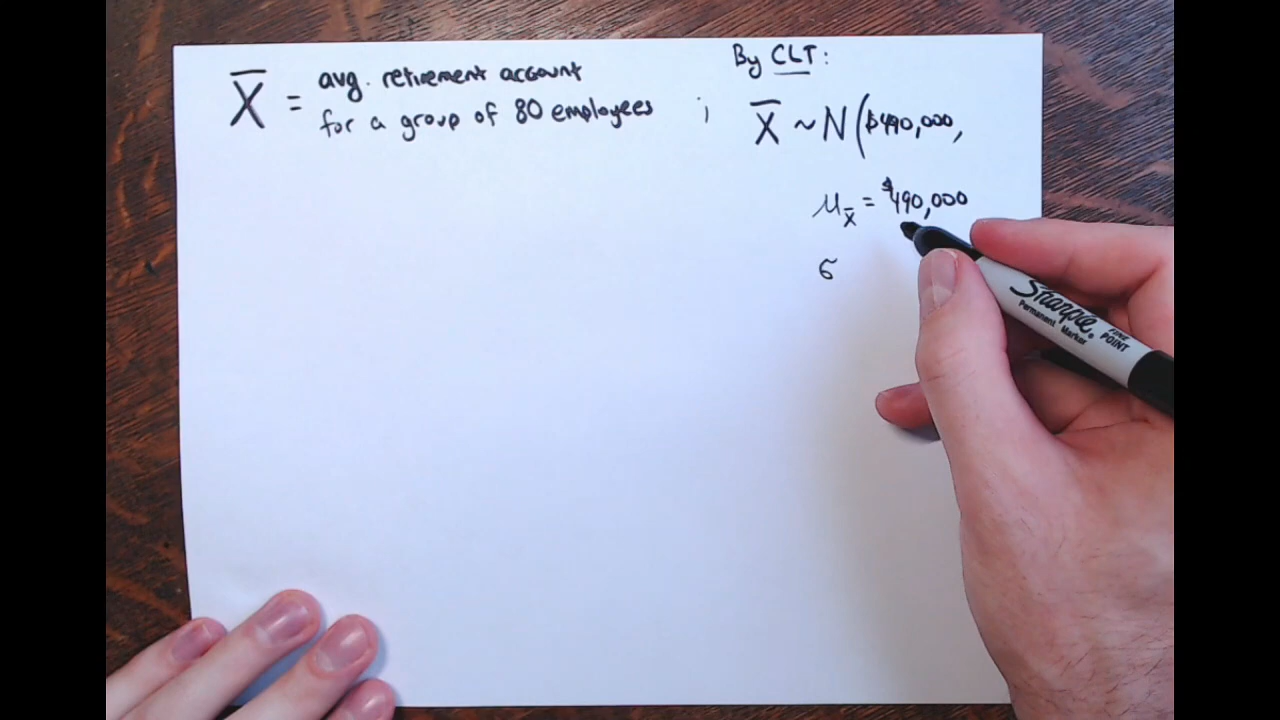 X̄ = avg. retirement account
for a group of 80 employees ;
By CLT:
X̄ ~ N($490,000,
μx̄ = $490,000
σ
Sharpie.
Permanent Marker
FINE
POINT